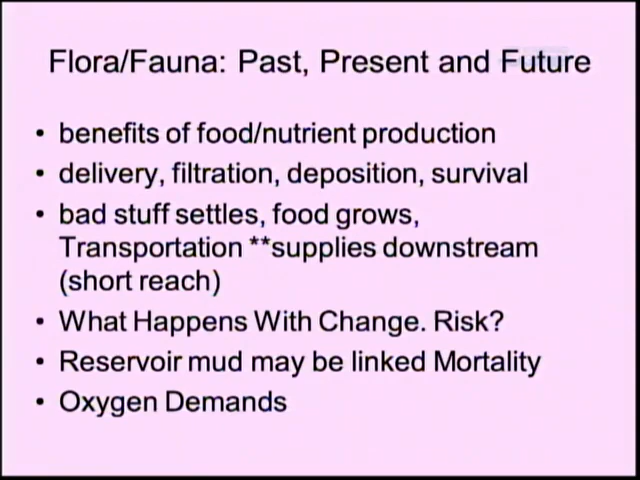 Flora/Fauna: Past, Present and Future
• benefits of food/nutrient production
• delivery, filtration, deposition, survival
• bad stuff settles, food grows,
Transportation **supplies downstream
(short reach)
• What Happens With Change. Risk?
• Reservoir mud may be linked Mortality
• Oxygen Demands